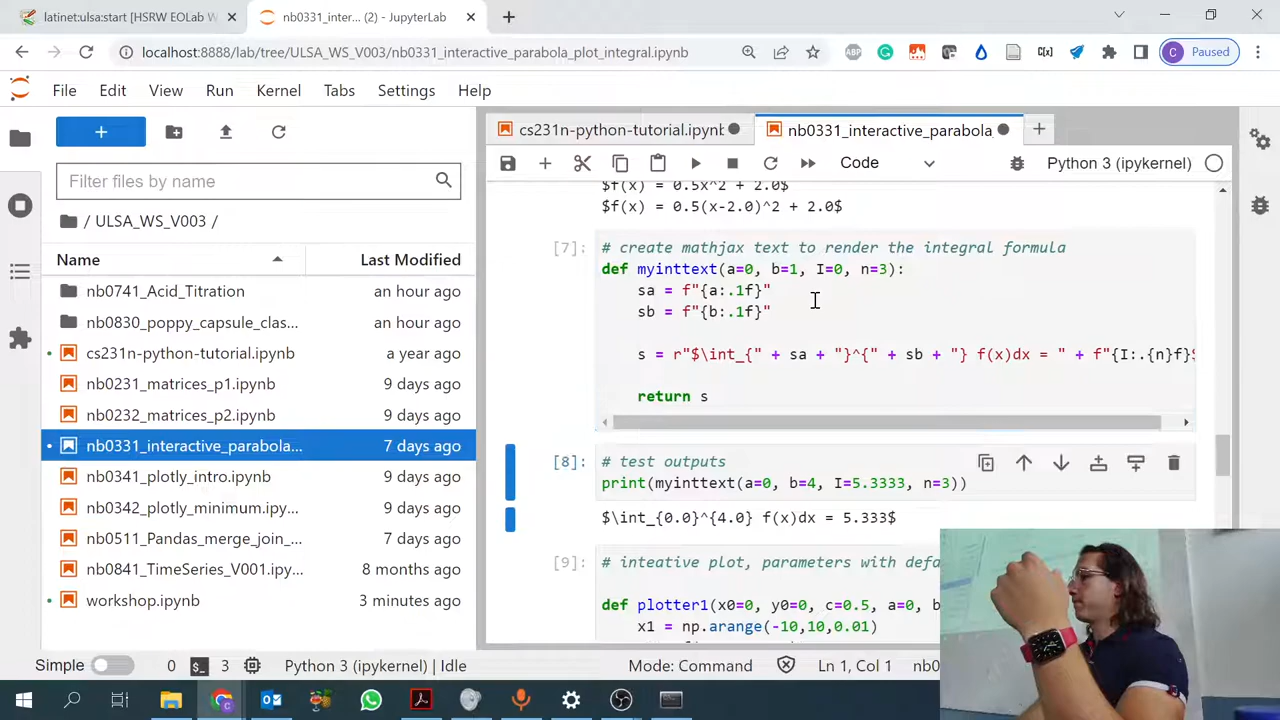 latinet:ulsa:start [HSRW EOLab W
nb0331_inter... (2) - JupyterLab
localhost:8888/lab/tree/ULSA_WS_V003/nb0331_interactive_parabola_plot_integral.ipynb
ABP
C[x]
C
Paused
File Edit View Run Kernel Tabs Settings Help
cs231n-python-tutorial.ipynb
nb0331_interactive_parabola_
Code
Python 3 (ipykernel)
Filter files by name
/ ULSA_WS_V003 /
Name Last Modified
nb0741_Acid_Titration an hour ago
nb0830_poppy_capsule_clas... an hour ago
cs231n-python-tutorial.ipynb a year ago
nb0231_matrices_p1.ipynb 9 days ago
nb0232_matrices_p2.ipynb 9 days ago
nb0331_interactive_parabola... 7 days ago
nb0341_plotly_intro.ipynb 9 days ago
nb0342_plotly_minimum.ipy... 9 days ago
nb0511_Pandas_merge_join_... 7 days ago
nb0841_TimeSeries_V001.ipy... 8 months ago
workshop.ipynb 3 minutes ago
$f(x) = 0.5x^2 + 2.0$
$f(x) = 0.5(x-2.0)^2 + 2.0$
[7]: # create mathjax text to render the integral formula
def myinttext(a=0, b=1, I=0, n=3):
sa = f"{a:.1f}"
sb = f"{b:.1f}"
s = r"$\int_{" + sa + "}^{" + sb + "} f(x)dx = " + f"{I:.{n}f}$
return s
[8]: # test outputs
print(myinttext(a=0, b=4, I=5.3333, n=3))
$\int_{0.0}^{4.0} f(x)dx = 5.333$
[9]: # inteative plot, parameters with defa
def plotter1(x0=0, y0=0, c=0.5, a=0, b
x1 = np.arange(-10,10,0.01)
Simple 0 3 Python 3 (ipykernel) | Idle Mode: Command Ln 1, Col 1 nb0